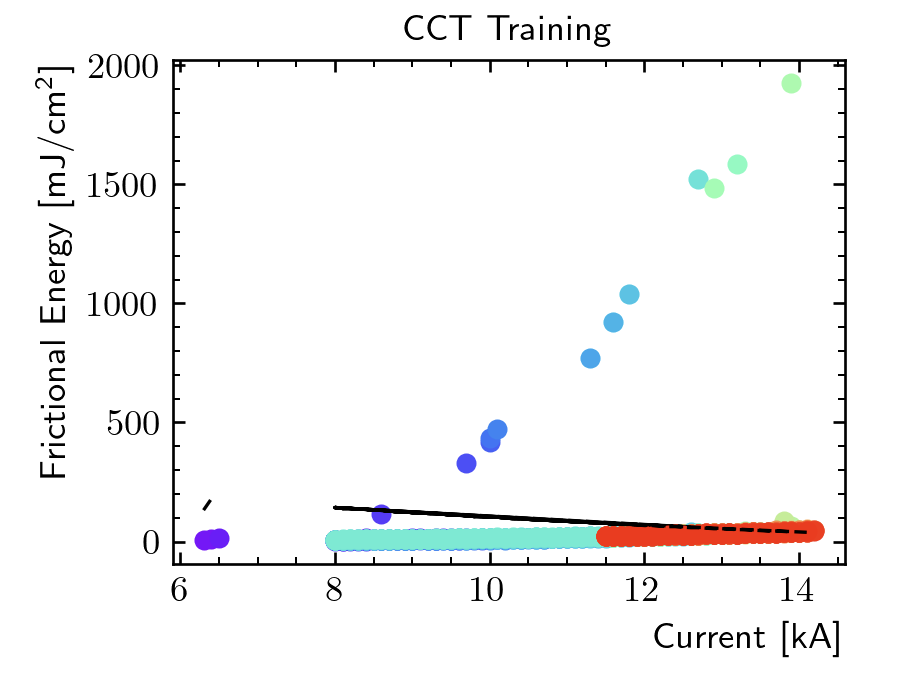 CCT Training
Frictional Energy [mJ/cm²]
2000
1500
1000
500
0
6 8 10 12 14
Current [kA]